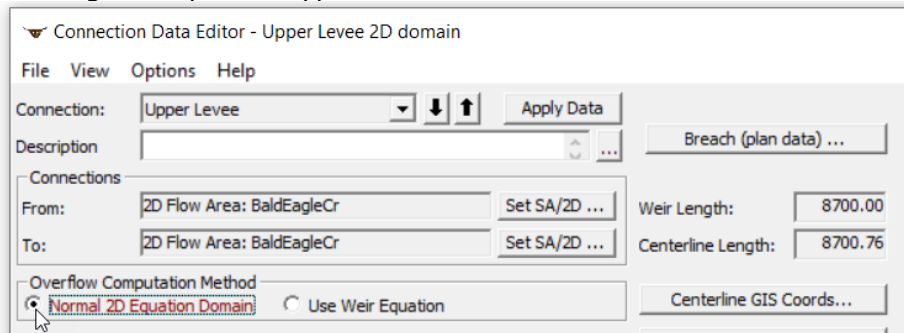 Connection Data Editor - Upper Levee 2D domain
File View Options Help
Connection: Upper Levee Apply Data
Description ... Breach (plan data) ...
Connections
From: 2D Flow Area: BaldEagleCr Set SA/2D ... Weir Length: 8700.00
To: 2D Flow Area: BaldEagleCr Set SA/2D ... Centerline Length: 8700.76
Overflow Computation Method
Normal 2D Equation Domain Use Weir Equation Centerline GIS Coords...